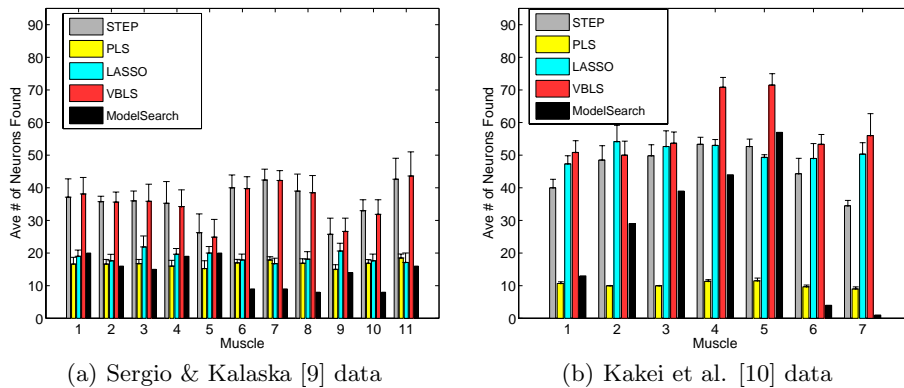 90
80
70
60
50
40
30
20
10
0
Ave # of Neurons Found
STEP
PLS
LASSO
VBLS
ModelSearch
1 2 3 4 5 6 7 8 9 10 11
Muscle
(a) Sergio & Kalaska [9] data
90
80
70
60
50
40
30
20
10
0
Ave # of Neurons Found
STEP
PLS
LASSO
VBLS
ModelSearch
1 2 3 4 5 6 7
Muscle
(b) Kakei et al. [10] data